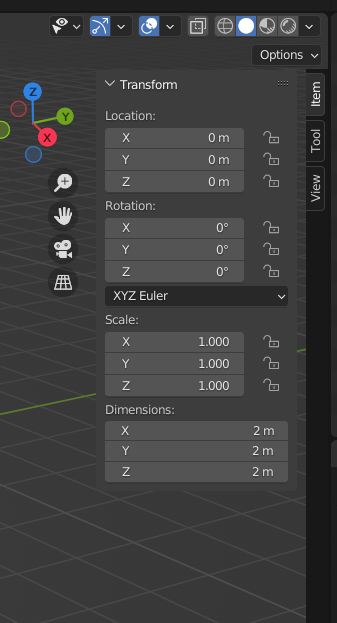 Options
Transform
Z
Y
X
Item
Tool
View
Location:
X 0 m
Y 0 m
Z 0 m
Rotation:
X 0°
Y 0°
Z 0°
XYZ Euler
Scale:
X 1.000
Y 1.000
Z 1.000
Dimensions:
X 2 m
Y 2 m
Z 2 m